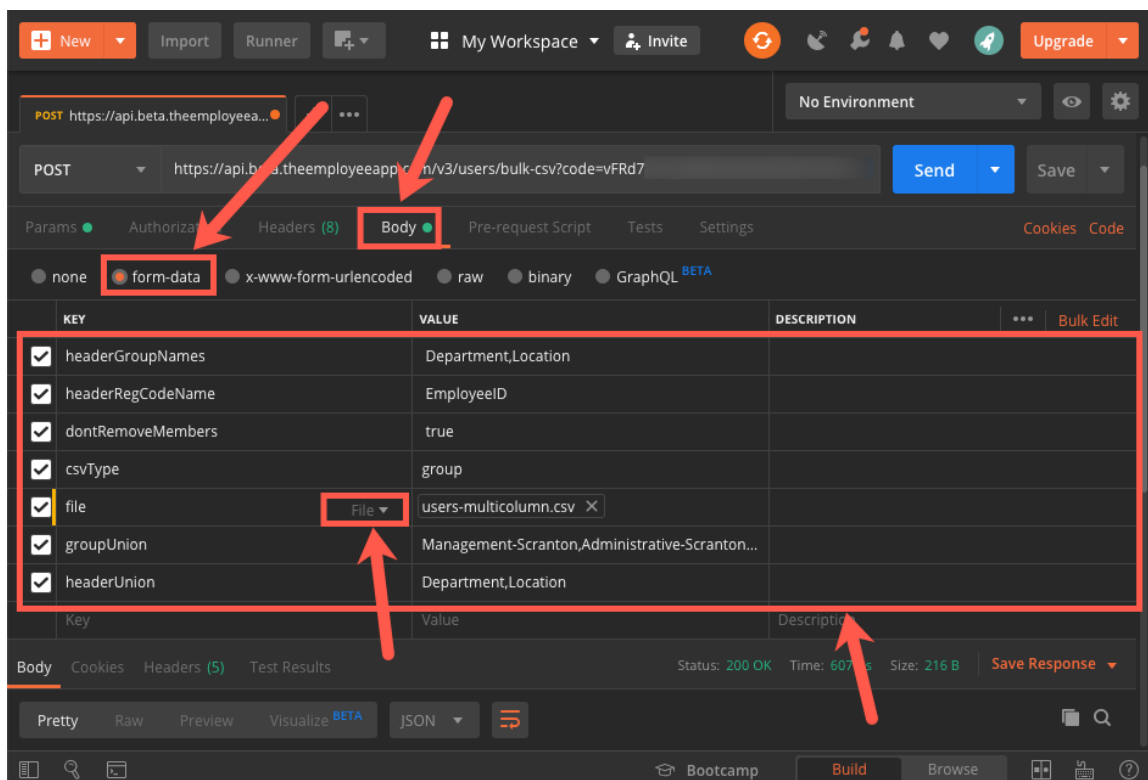 New Import Runner My Workspace Invite Upgrade
POST https://api.beta.theemployeea... No Environment
POST https://api.b a.theemployeeapp.c m/v3/users/bulk-csv?code=vFRd7 Send Save
Params Authorizat Headers (8) Body Pre-request Script Tests Settings Cookies Code
none form-data x-www-form-urlencoded raw binary GraphQL BETA
KEY VALUE DESCRIPTION ••• Bulk Edit
headerGroupNames Department,Location
headerRegCodeName EmployeeID
dontRemoveMembers true
csvType group
file File users-multicolumn.csv
groupUnion Management-Scranton,Administrative-Scranton...
headerUnion Department,Location
Key Value Description
Body Cookies Headers (5) Test Results Status: 200 OK Time: 607 s Size: 216 B Save Response
Pretty Raw Preview Visualize BETA JSON
Bootcamp Build Browse